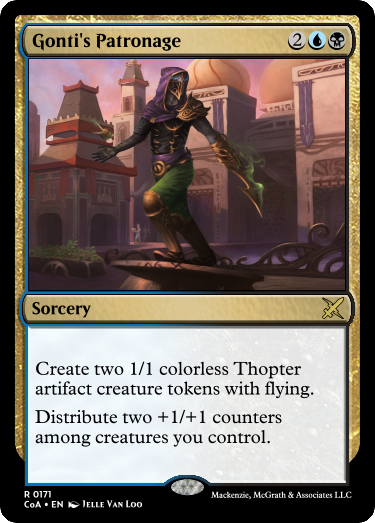 Gonti's Patronage 2
Sorcery
Create two 1/1 colorless Thopter
artifact creature tokens with flying.
Distribute two +1/+1 counters
among creatures you control.
R 0171
CoA • EN Jelle Van Loo
Mackenzie, McGrath & Associates LLC